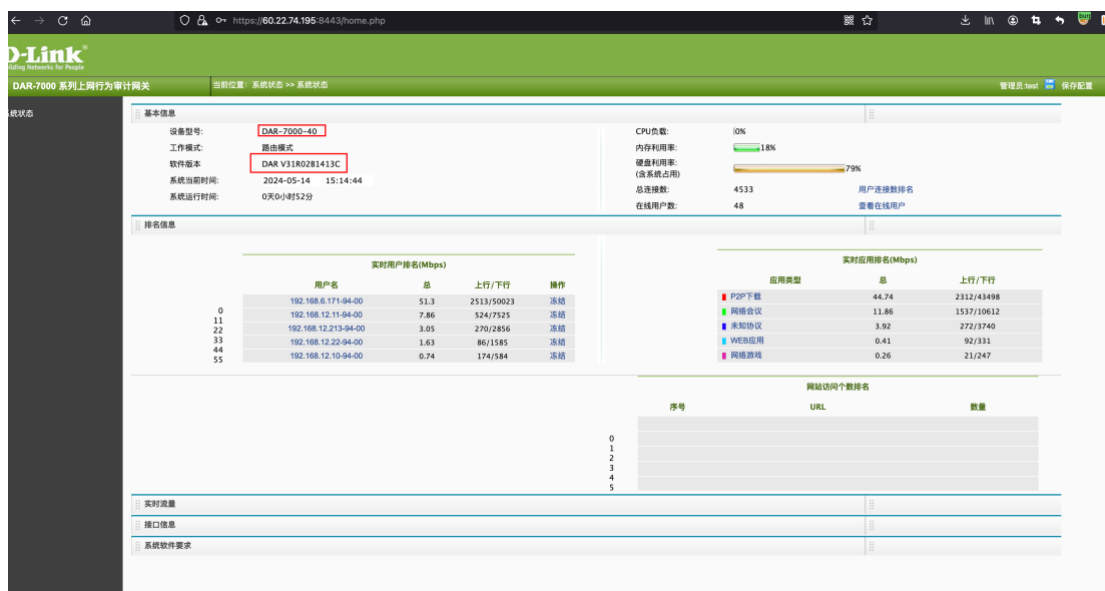 https://60.22.74.195:8443/home.php
D-Link
Building Networks for People
DAR-7000 系列上网行为审计网关
当前位置: 系统状态 >> 系统状态
管理员:test
保存配置
系统状态
基本信息
设备型号: DAR-7000-40
CPU负载: 0%
工作模式: 路由模式
内存利用率: 18%
软件版本 DAR V31R02B1413C
硬盘利用率: 79%
(含系统占用)
系统当前时间: 2024-05-14 15:14:44
总连接数: 4533 用户连接数排名
系统运行时间: 0天0小时52分
在线用户数: 48 查看在线用户
排名信息
实时用户排名(Mbps)
用户名 总 上行/下行 操作
192.168.6.171-94-00 51.3 2513/50023 冻结
192.168.12.11-94-00 7.86 524/7525 冻结
192.168.12.213-94-00 3.05 270/2856 冻结
192.168.12.22-94-00 1.63 86/1585 冻结
192.168.12.10-94-00 0.74 174/584 冻结
0
11
22
33
44
55
实时应用排名(Mbps)
应用类型 总 上行/下行
P2P下载 44.74 2312/43498
网络会议 11.86 1537/10612
未知协议 3.92 272/3740
WEB应用 0.41 92/331
网络游戏 0.26 21/247
网站访问个数排名
序号 URL 数量
0
1
2
3
4
5
实时流量
接口信息
系统软件要求